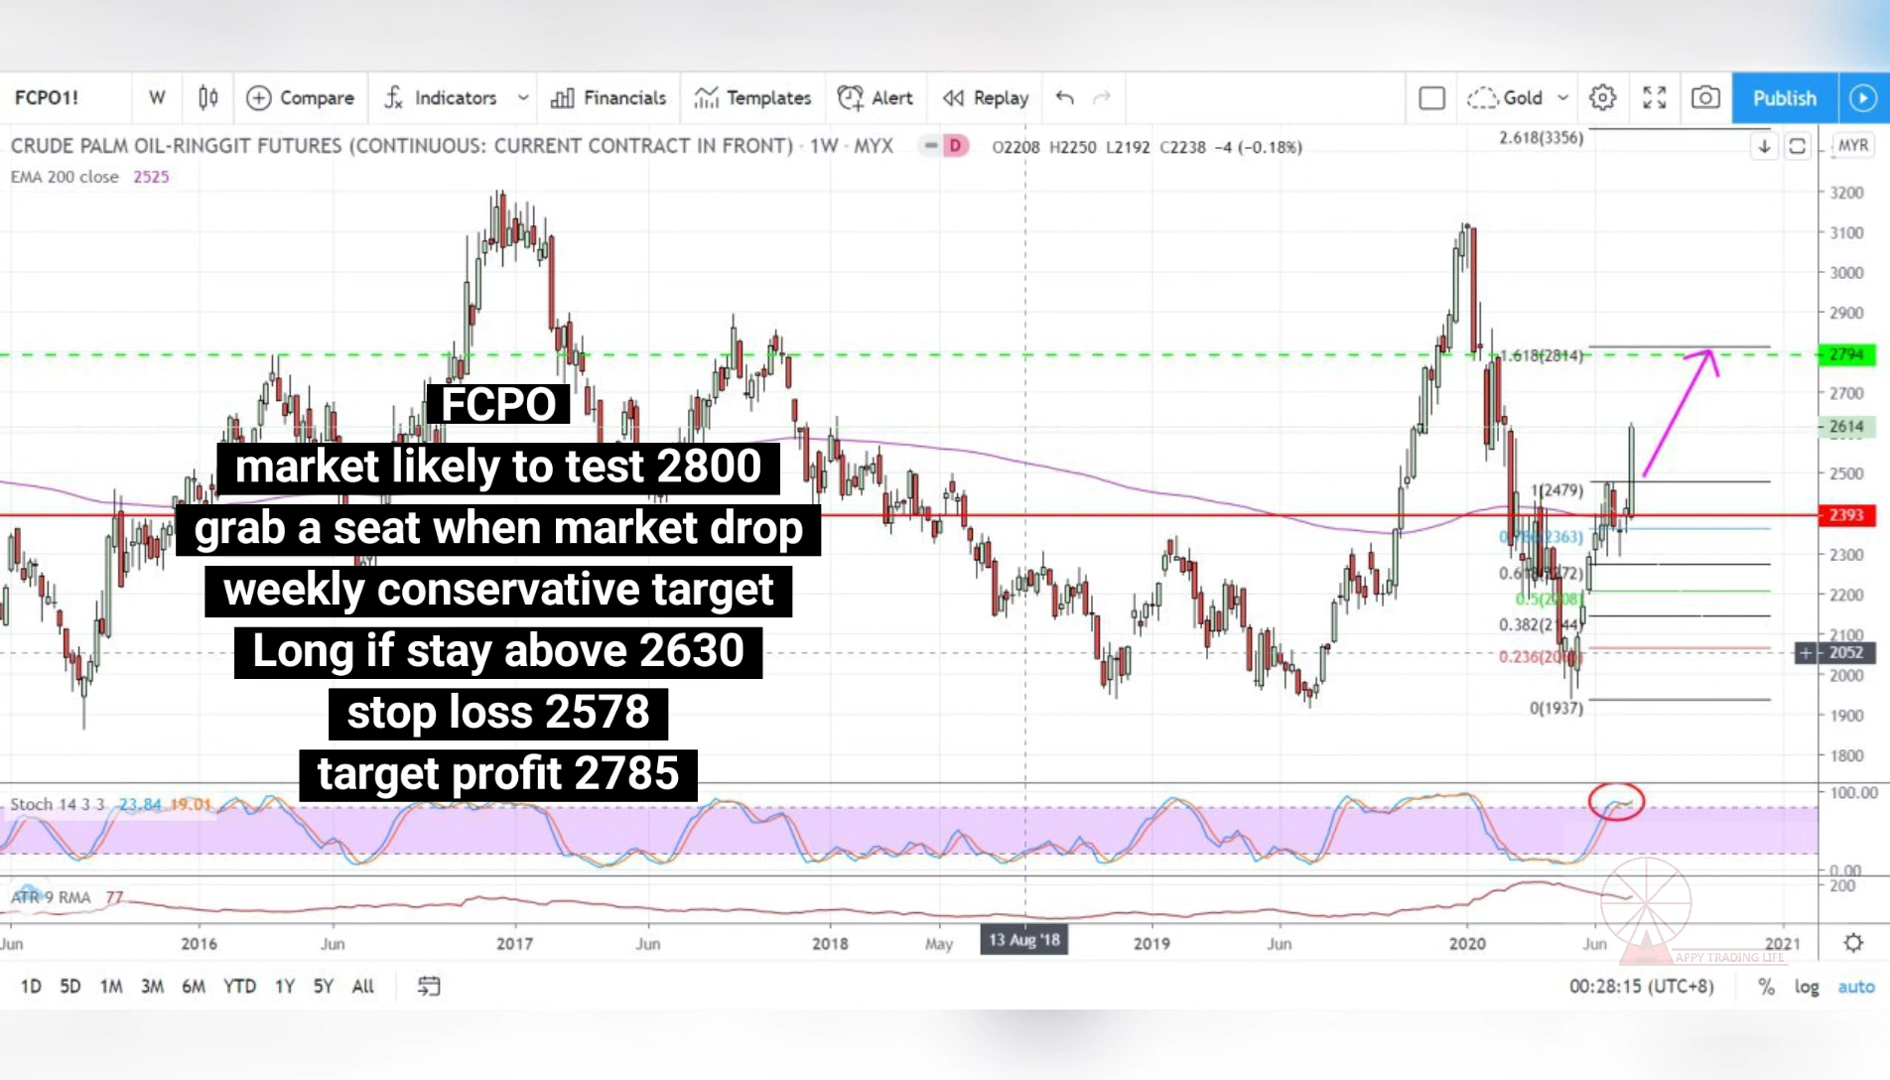 FCPO1! W Compare Indicators Financials Templates Alert Replay Gold Publish
CRUDE PALM OIL-RINGGIT FUTURES (CONTINUOUS: CURRENT CONTRACT IN FRONT) · 1W · MYX D O2208 H2250 L2192 C2238 -4 (-0.18%)
MYR
EMA 200 close 2525
2.618(3356)
3200
3100
3000
2900
1.618(2814)
2794
2700
2614
2500
1(2479)
2393
2300
2200
0.382(2144)
2100
2052
2000
0(1937)
1900
1800
FCPO
market likely to test 2800
grab a seat when market drop
weekly conservative target
Long if stay above 2630
stop loss 2578
target profit 2785
Stoch 14 3 3 23.84 19.01
100.00
0.00
ATR 9 RMA 77
200
Jun 2016 Jun 2017 Jun 2018 May 13 Aug '18 2019 Jun 2020 Jun 2021
APPY TRADING LIFE
1D 5D 1M 3M 6M YTD 1Y 5Y All 00:28:15 (UTC+8) % log auto